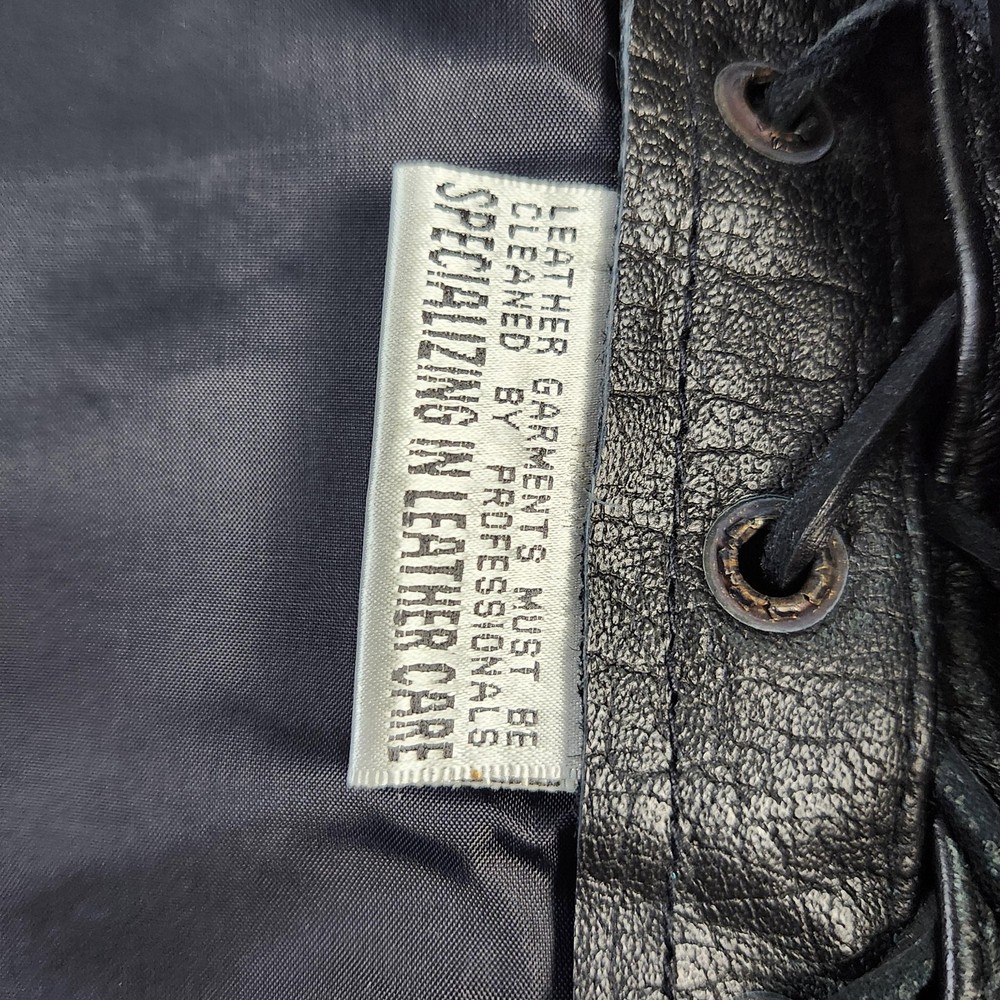 LEATHER GARMENTS MUST BE
CLEANED BY PROFESSIONALS
SPECIALIZING IN LEATHER CARE